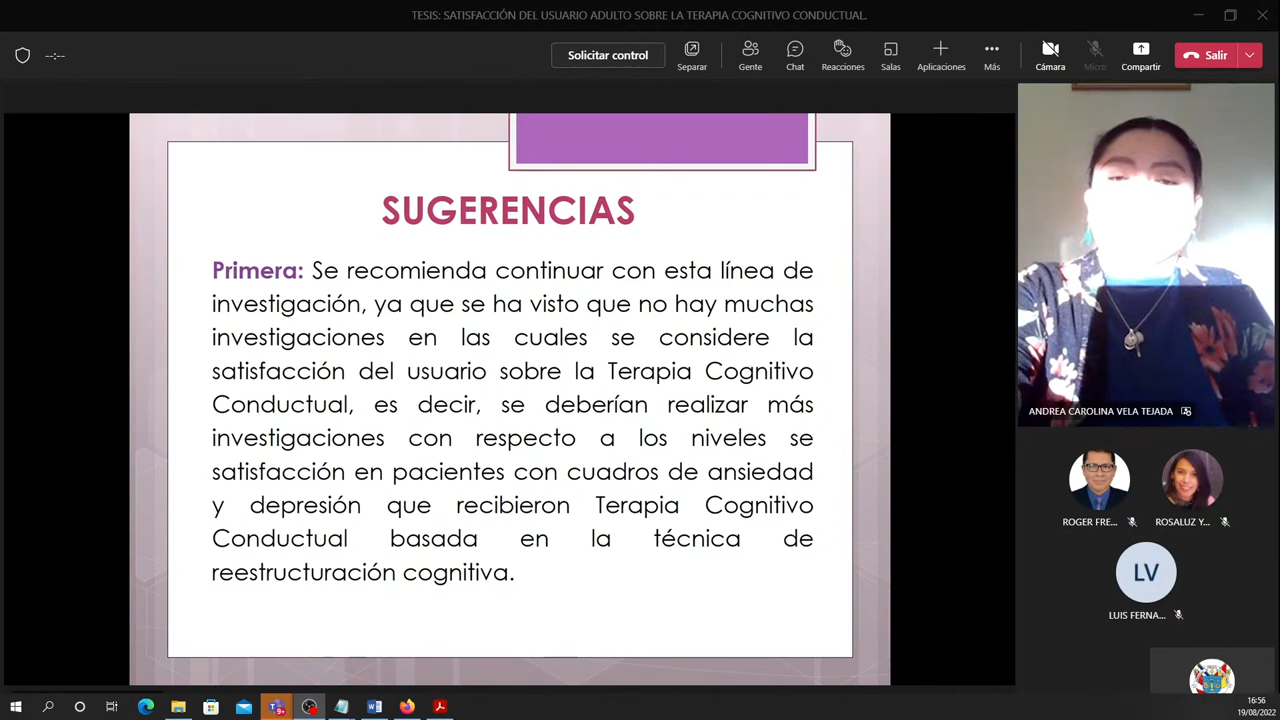 TESIS: SATISFACCIÓN DEL USUARIO ADULTO SOBRE LA TERAPIA COGNITIVO CONDUCTUAL.
--:--
Solicitar control
Separar
Gente
Chat
Reacciones
Salas
Aplicaciones
Más
Cámara
Micro
Compartir
Salir
SUGERENCIAS
Primera: Se recomienda continuar con esta línea de
investigación, ya que se ha visto que no hay muchas
investigaciones en las cuales se considere la
satisfacción del usuario sobre la Terapia Cognitivo
Conductual, es decir, se deberían realizar más
investigaciones con respecto a los niveles se
satisfacción en pacientes con cuadros de ansiedad
y depresión que recibieron Terapia Cognitivo
Conductual basada en la técnica de
reestructuración cognitiva.
ANDREA CAROLINA VELA TEJADA
ROGER FRE...
ROSALUZ Y...
LV
LUIS FERNA...
9+
16:56
19/08/2022